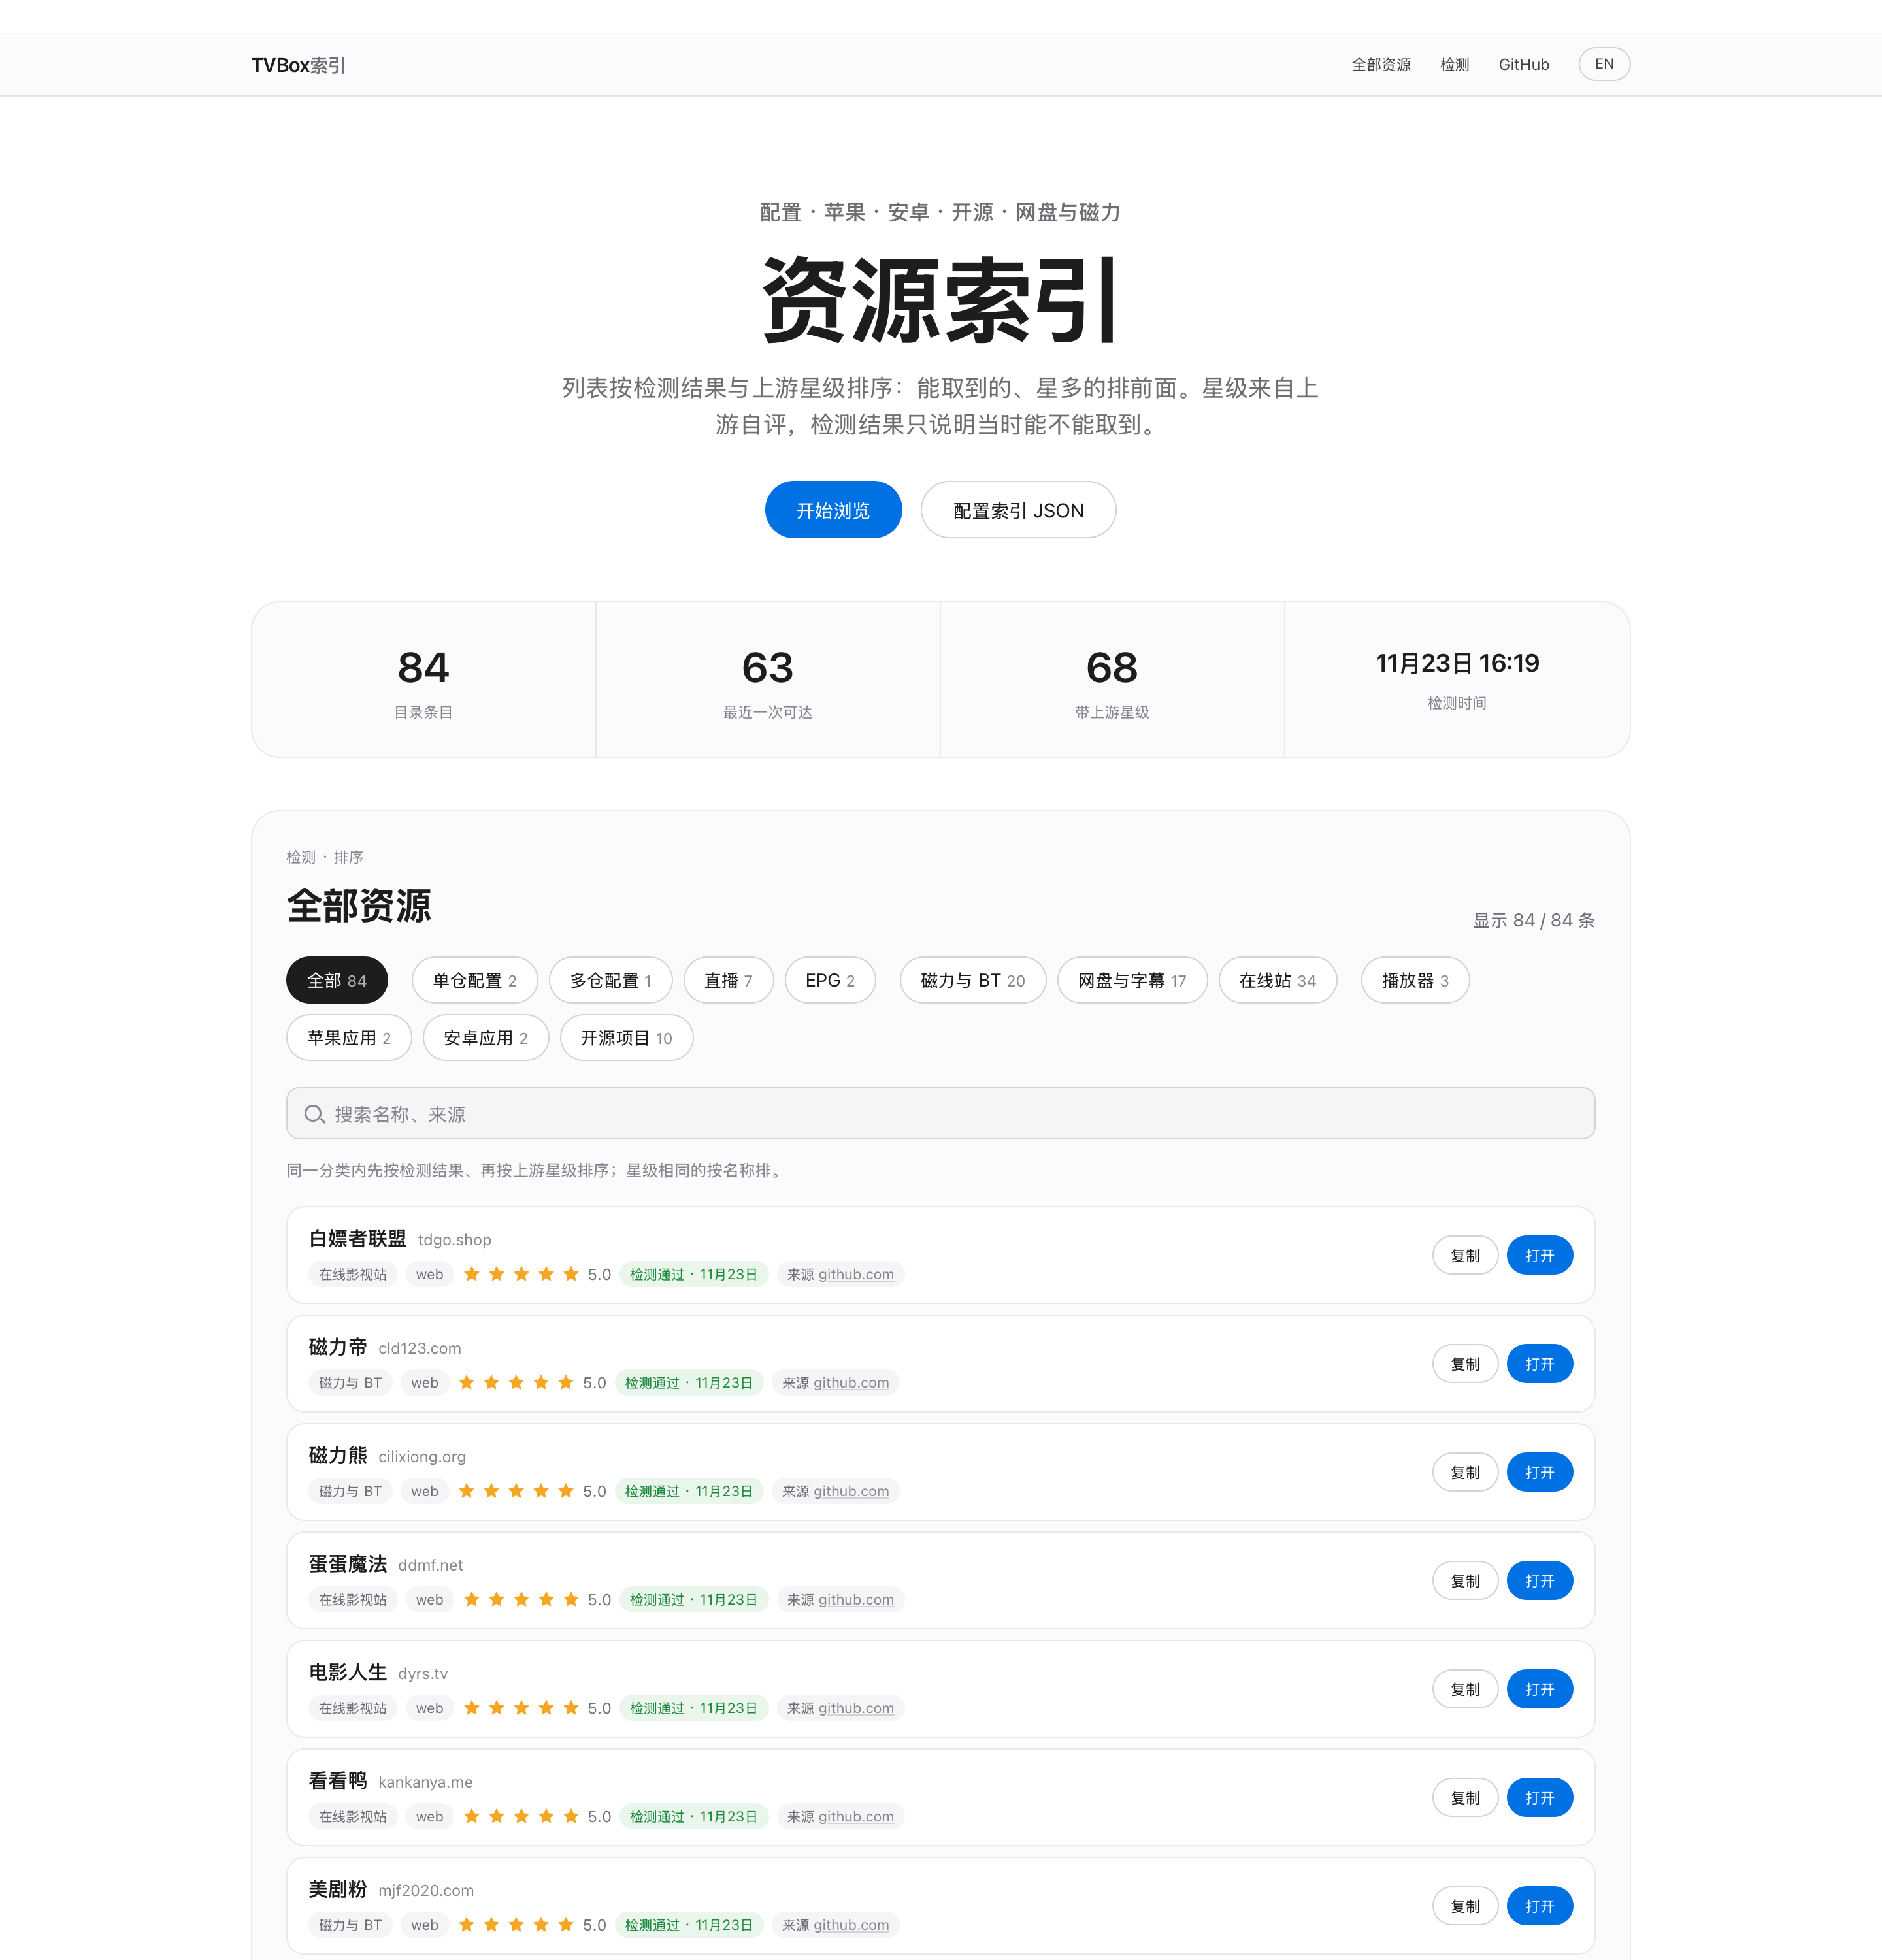 TVBox索引
全部资源 检测 GitHub EN
配置 · 苹果 · 安卓 · 开源 · 网盘与磁力
资源索引
列表按检测结果与上游星级排序：能取到的、星多的排前面。星级来自上
游自评，检测结果只说明当时能不能取到。
开始浏览 配置索引 JSON
84 63 68 11月23日 16:19
目录条目 最近一次可达 带上游星级 检测时间
检测 · 排序
全部资源
显示 84 / 84 条
全部 84 单仓配置 2 多仓配置 1 直播 7 EPG 2 磁力与 BT 20 网盘与字幕 17 在线站 34 播放器 3
苹果应用 2 安卓应用 2 开源项目 10
搜索名称、来源
同一分类内先按检测结果、再按上游星级排序；星级相同的按名称排。
白嫖者联盟 tdgo.shop
在线影视站 web ★ ★ ★ ★ ★ 5.0 检测通过 · 11月23日 来源 github.com
复制 打开
磁力帝 cld123.com
磁力与 BT web ★ ★ ★ ★ ★ 5.0 检测通过 · 11月23日 来源 github.com
复制 打开
磁力熊 cilixiong.org
磁力与 BT web ★ ★ ★ ★ ★ 5.0 检测通过 · 11月23日 来源 github.com
复制 打开
蛋蛋魔法 ddmf.net
在线影视站 web ★ ★ ★ ★ ★ 5.0 检测通过 · 11月23日 来源 github.com
复制 打开
电影人生 dyrs.tv
在线影视站 web ★ ★ ★ ★ ★ 5.0 检测通过 · 11月23日 来源 github.com
复制 打开
看看鸭 kankanya.me
在线影视站 web ★ ★ ★ ★ ★ 5.0 检测通过 · 11月23日 来源 github.com
复制 打开
美剧粉 mjf2020.com
磁力与 BT web ★ ★ ★ ★ ★ 5.0 检测通过 · 11月23日 来源 github.com
复制 打开